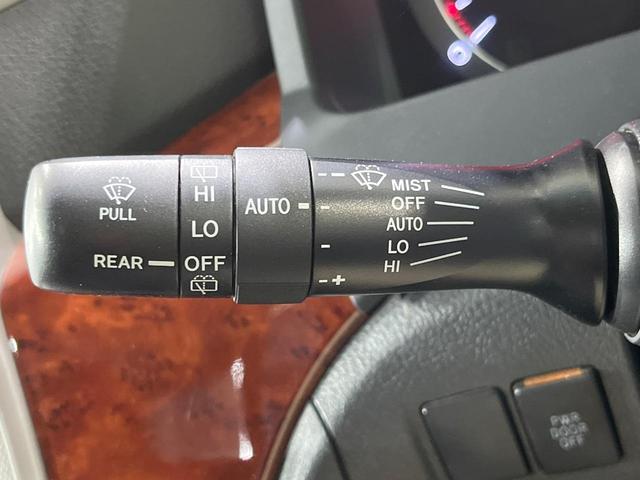 PULL
REAR
HI
LO
OFF
AUTO
--
-
-
-+
MIST
OFF
AUTO
LO
HI
PWR
DOOR
OFF